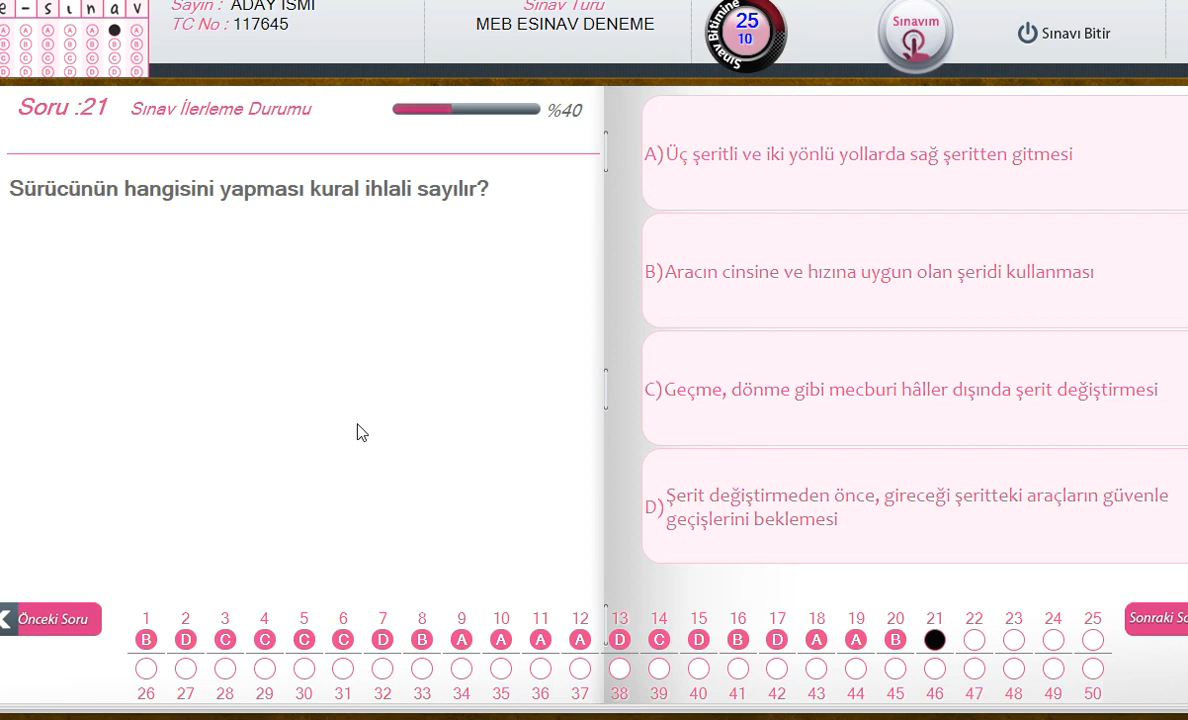 e - s ı n a v
Sayın : ADAY İSMİ
TC No : 117645
Sınav Türü
MEB ESINAV DENEME
Sınav Bitimine
25
10
Sınavım
Sınavı Bitir
Soru :21 Sınav İlerleme Durumu %40
Sürücünün hangisini yapması kural ihlali sayılır?
A) Üç şeritli ve iki yönlü yollarda sağ şeritten gitmesi
B) Aracın cinsine ve hızına uygun olan şeridi kullanması
C) Geçme, dönme gibi mecburi hâller dışında şerit değiştirmesi
D) Şerit değiştirmeden önce, gireceği şeritteki araçların güvenle
geçişlerini beklemesi
Önceki Soru
1 2 3 4 5 6 7 8 9 10 11 12 13 14 15 16 17 18 19 20 21 22 23 24 25
B D C C C C D B A A A A D C D B D A A B
26 27 28 29 30 31 32 33 34 35 36 37 38 39 40 41 42 43 44 45 46 47 48 49 50
Sonraki So